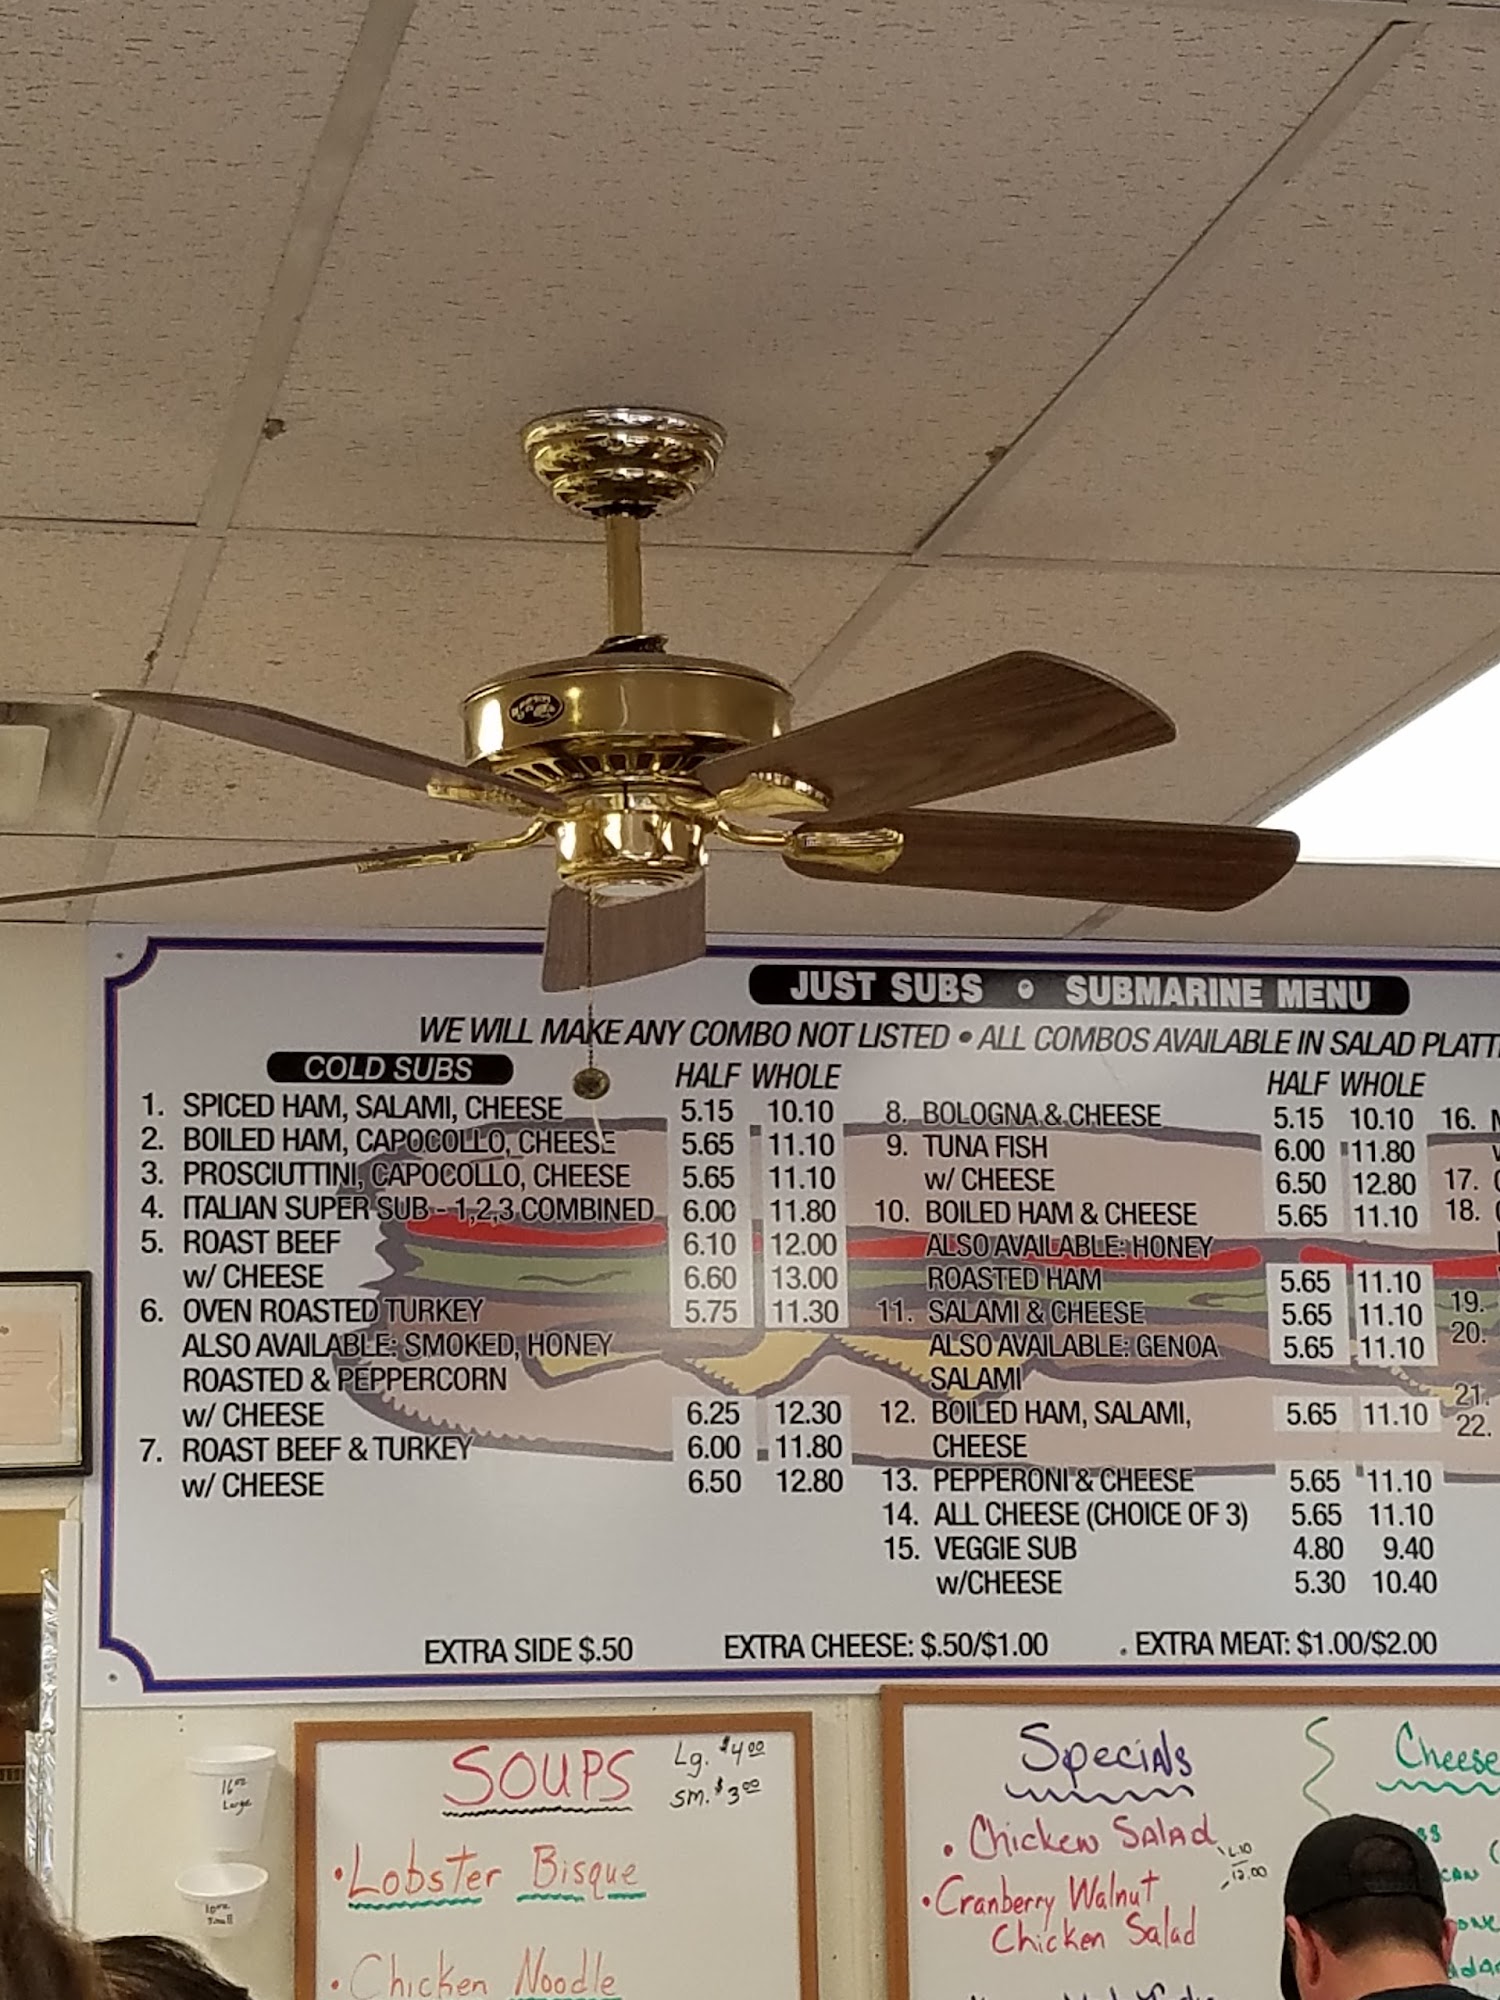 JUST SUBS • SUBMARINE MENU
WE WILL MAKE ANY COMBO NOT LISTED • ALL COMBOS AVAILABLE IN SALAD PLATT
COLD SUBS
HALF WHOLE
1. SPICED HAM, SALAMI, CHEESE 5.15 10.10
2. BOILED HAM, CAPOCOLLO, CHEESE 5.65 11.10
3. PROSCIUTTINI, CAPOCOLLO, CHEESE 5.65 11.10
4. ITALIAN SUPER SUB - 1,2,3 COMBINED 6.00 11.80
5. ROAST BEEF 6.10 12.00
w/ CHEESE 6.60 13.00
6. OVEN ROASTED TURKEY 5.75 11.30
ALSO AVAILABLE: SMOKED, HONEY
ROASTED & PEPPERCORN
w/ CHEESE 6.25 12.30
7. ROAST BEEF & TURKEY 6.00 11.80
w/ CHEESE 6.50 12.80
HALF WHOLE
8. BOLOGNA & CHEESE 5.15 10.10
9. TUNA FISH 6.00 11.80
w/ CHEESE 6.50 12.80
10. BOILED HAM & CHEESE 5.65 11.10
ALSO AVAILABLE: HONEY
ROASTED HAM 5.65 11.10
11. SALAMI & CHEESE 5.65 11.10
ALSO AVAILABLE: GENOA 5.65 11.10
SALAMI
12. BOILED HAM, SALAMI, 5.65 11.10
CHEESE
13. PEPPERONI & CHEESE 5.65 11.10
14. ALL CHEESE (CHOICE OF 3) 5.65 11.10
15. VEGGIE SUB 4.80 9.40
w/CHEESE 5.30 10.40
16.
17.
18.
19.
20.
21.
22.
EXTRA SIDE $.50 EXTRA CHEESE: $.50/$1.00 . EXTRA MEAT: $1.00/$2.00
16oz
Large
10oz
Small
SOUPS
Lg. $4.00
sm. $3.00
• Lobster Bisque
• Chicken Noodle
Specials
• Chicken Salad
12.00
• Cranberry Walnut
Chicken Salad
Cheese